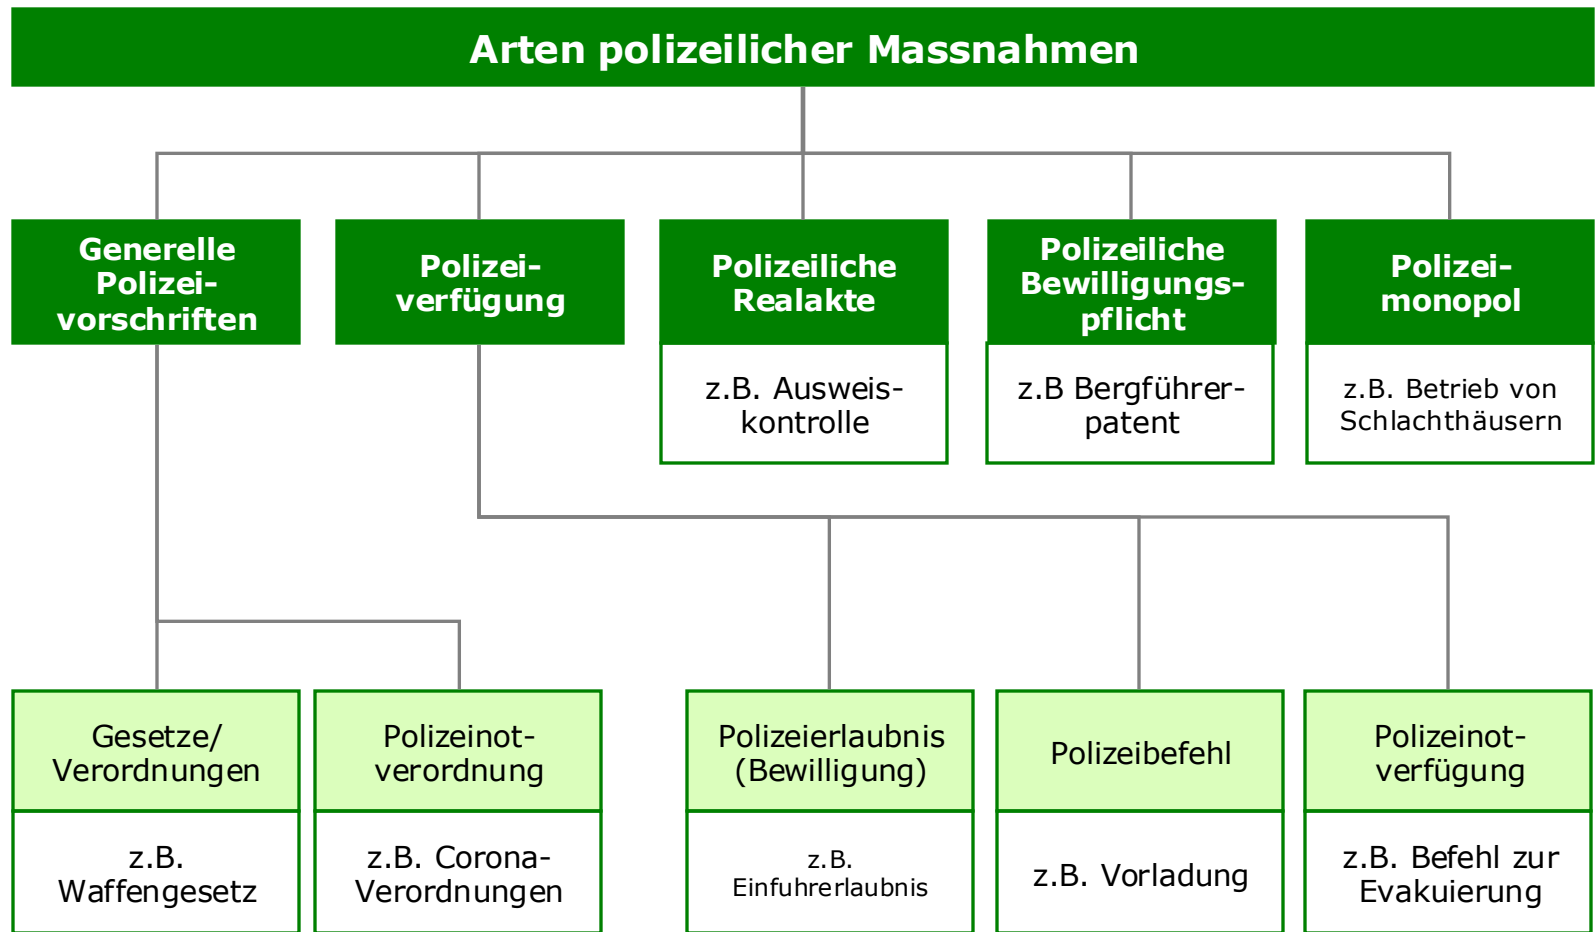 Arten polizeilicher Massnahmen
Generelle
Polizei-
vorschriften
Polizei-
verfügung
Polizeiliche
Realakte
z.B. Ausweis-
kontrolle
Polizeiliche
Bewilligungs-
pflicht
z.B Bergführer-
patent
Polizei-
monopol
z.B. Betrieb von
Schlachthäusern
Gesetze/
Verordnungen
z.B.
Waffengesetz
Polizeinot-
verordnung
z.B. Corona-
Verordnungen
Polizeierlaubnis
(Bewilligung)
z.B.
Einfuhrerlaubnis
Polizeibefehl
z.B. Vorladung
Polizeinot-
verfügung
z.B. Befehl zur
Evakuierung